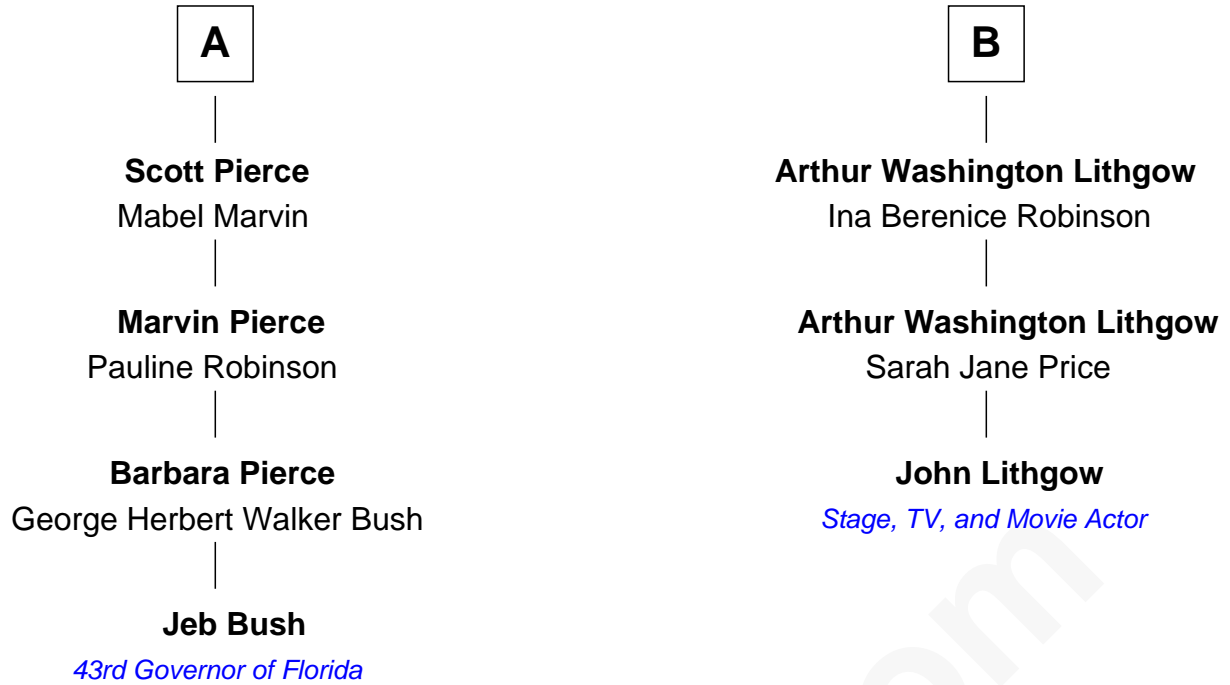 A
Scott Pierce
Mabel Marvin
Marvin Pierce
Pauline Robinson
Barbara Pierce
George Herbert Walker Bush
Jeb Bush
43rd Governor of Florida
B
Arthur Washington Lithgow
Ina Berenice Robinson
Arthur Washington Lithgow
Sarah Jane Price
John Lithgow
Stage, TV, and Movie Actor
om